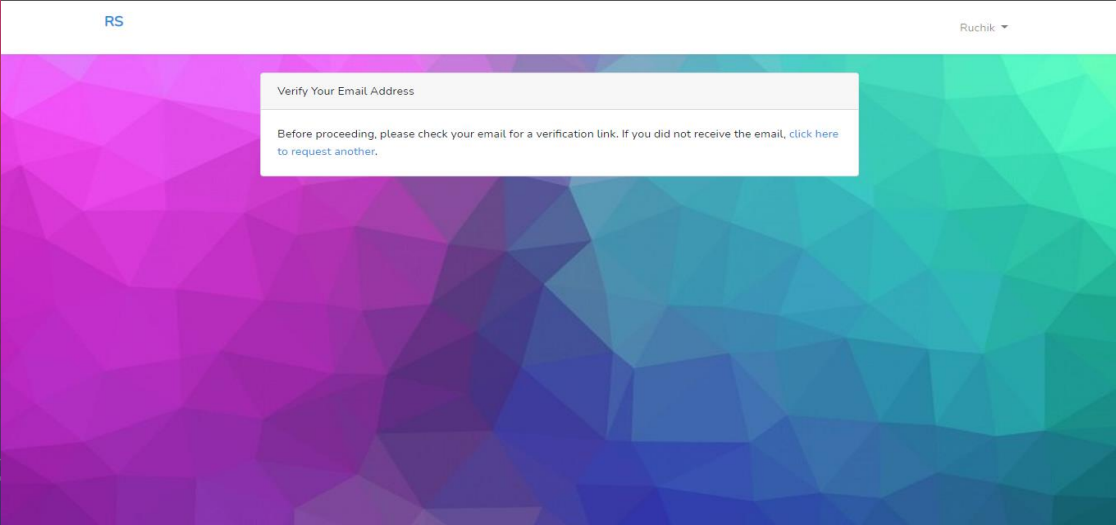 RS
Ruchik
Verify Your Email Address
Before proceeding, please check your email for a verification link. If you did not receive the email, click here
to request another.